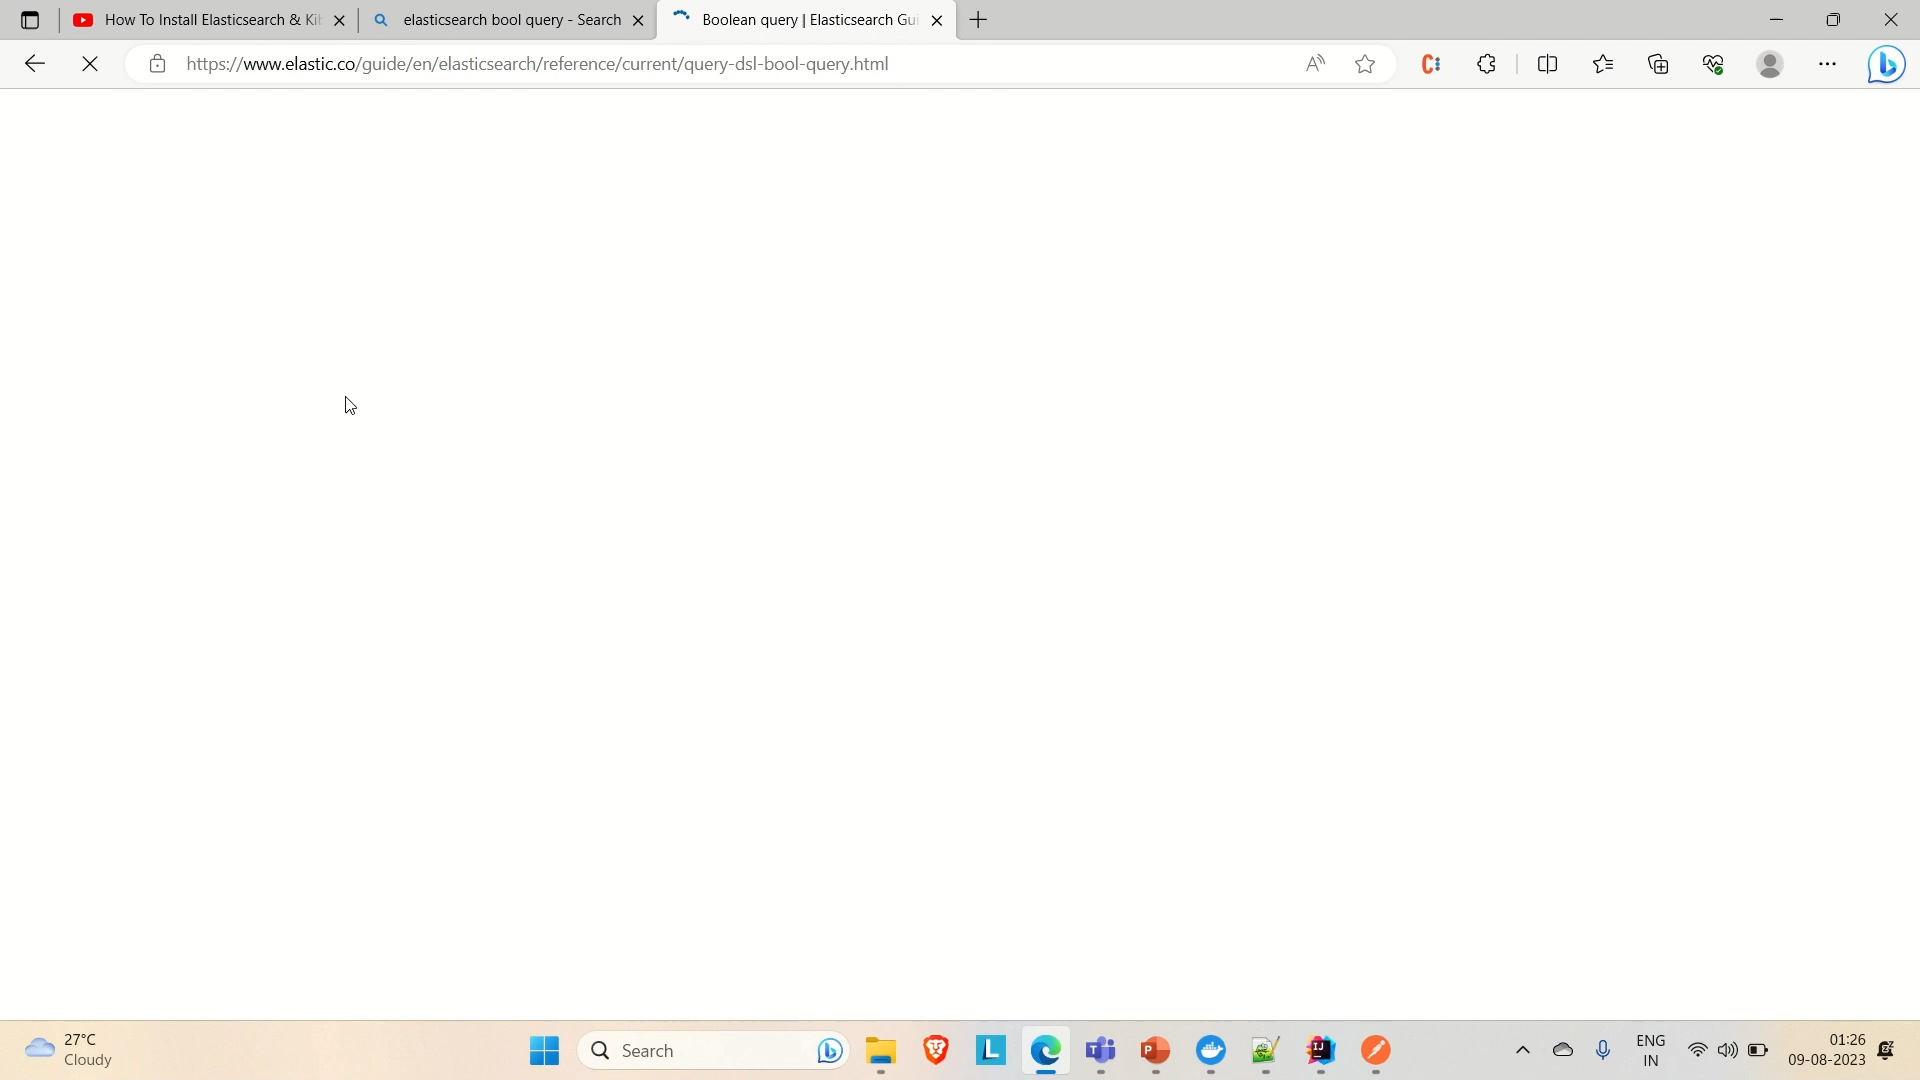 How To Install Elasticsearch & Ki
elasticsearch bool query - Search
Boolean query | Elasticsearch Gui
https://www.elastic.co/guide/en/elasticsearch/reference/current/query-dsl-bool-query.html
27°C
Cloudy
Search
ENG
IN
01:26
09-08-2023